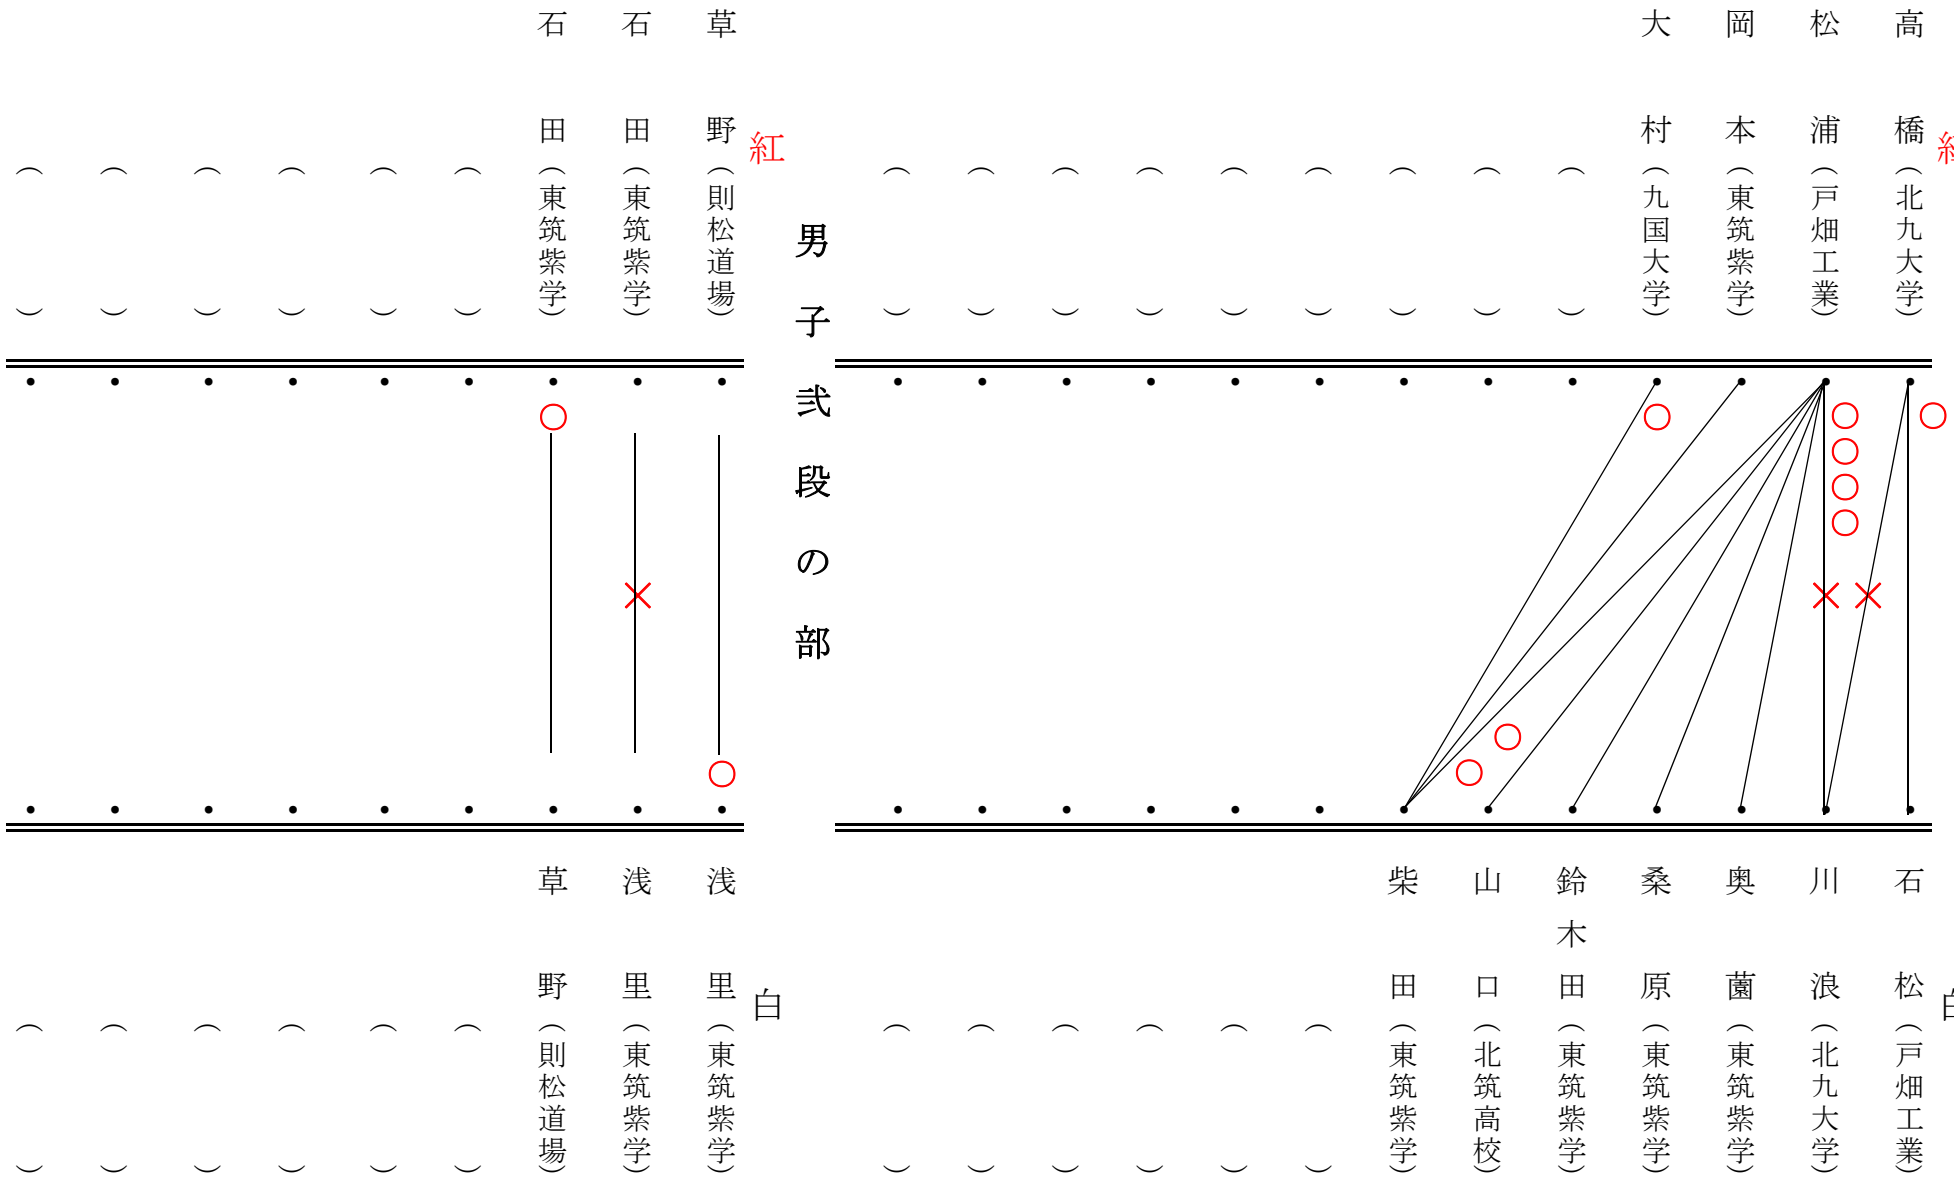 高橋（北九大学）
松浦（戸畑工業）
岡本（東筑紫学）
大村（九国大学）
石松（戸畑工業）
川浪（北九大学）
奥薗（東筑紫学）
桑原（東筑紫学）
鈴木田（東筑紫学）
山口（北筑高校）
柴田（東筑紫学）
男子弐段の部
紅
草野（則松道場）
石田（東筑紫学）
石田（東筑紫学）
白
浅里（東筑紫学）
浅里（東筑紫学）
草野（則松道場）